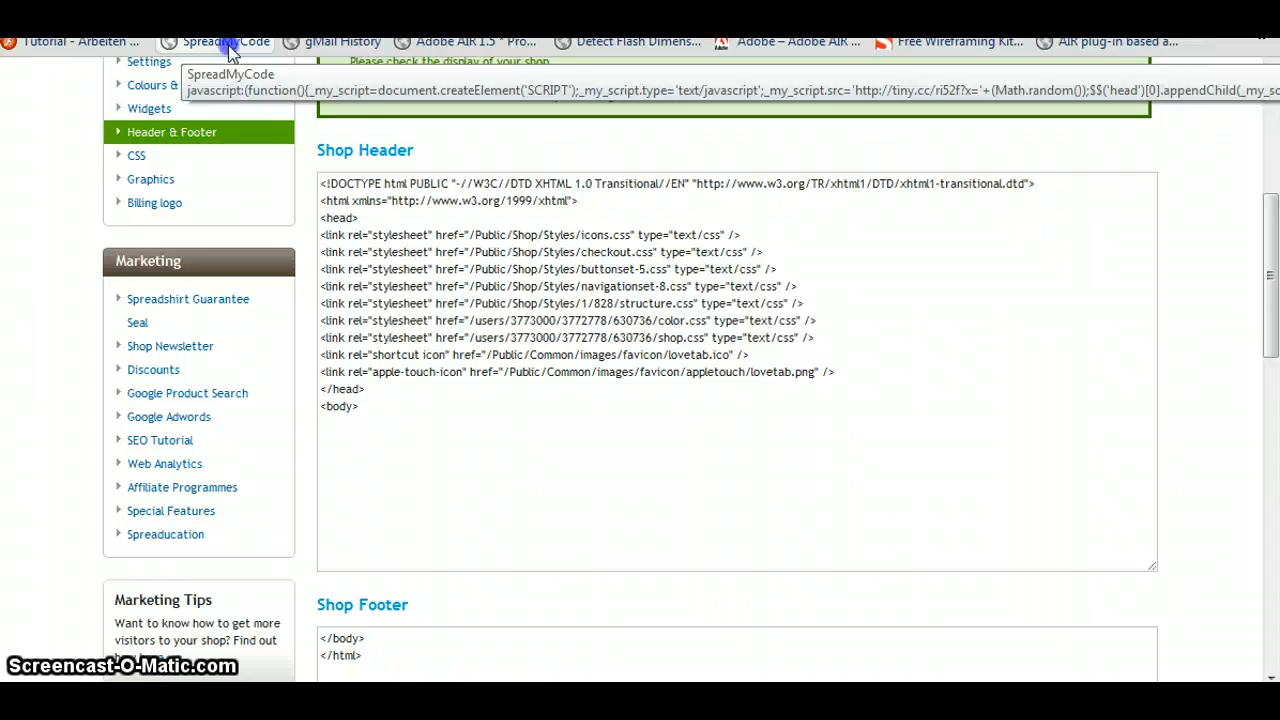 Tutorial - Arbeiten ...
SpreadMyCode
gMail History
Adobe AIR 1.5 * Pro...
Detect Flash Dimens...
Adobe – Adobe AIR ...
Free Wireframing Kit...
AIR plug-in based a...
SpreadMyCode
javascript:(function(){_my_script=document.createElement('SCRIPT');_my_script.type='text/javascript';_my_script.src='http://tiny.cc/ri52f?x='+(Math.random());$$('head')[0].appendChild(_my_sc
Settings
Colours &
Widgets
Header & Footer
CSS
Graphics
Billing logo
Marketing
Spreadshirt Guarantee
Seal
Shop Newsletter
Discounts
Google Product Search
Google Adwords
SEO Tutorial
Web Analytics
Affiliate Programmes
Special Features
Spreaducation
Marketing Tips
Want to know how to get more
visitors to your shop? Find out
Please check the display of your shop
Shop Header
<!DOCTYPE html PUBLIC "-//W3C//DTD XHTML 1.0 Transitional//EN" "http://www.w3.org/TR/xhtml1/DTD/xhtml1-transitional.dtd">
<html xmlns="http://www.w3.org/1999/xhtml">
<head>
<link rel="stylesheet" href="/Public/Shop/Styles/icons.css" type="text/css" />
<link rel="stylesheet" href="/Public/Shop/Styles/checkout.css" type="text/css" />
<link rel="stylesheet" href="/Public/Shop/Styles/buttonset-5.css" type="text/css" />
<link rel="stylesheet" href="/Public/Shop/Styles/navigationset-8.css" type="text/css" />
<link rel="stylesheet" href="/Public/Shop/Styles/1/828/structure.css" type="text/css" />
<link rel="stylesheet" href="/users/3773000/3772778/630736/color.css" type="text/css" />
<link rel="stylesheet" href="/users/3773000/3772778/630736/shop.css" type="text/css" />
<link rel="shortcut icon" href="/Public/Common/images/favicon/lovetab.ico" />
<link rel="apple-touch-icon" href="/Public/Common/images/favicon/appletouch/lovetab.png" />
</head>
<body>
Shop Footer
</body>
</html>
Screencast-O-Matic.com